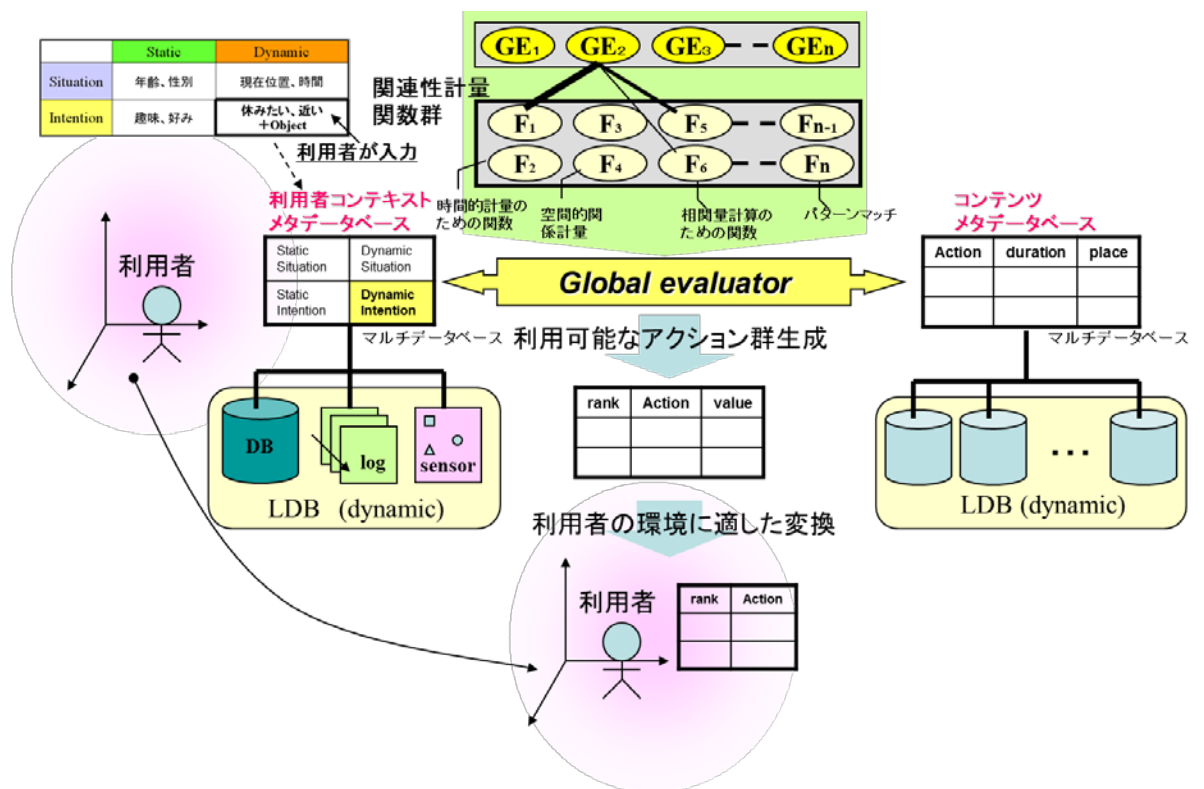 Static Dynamic
Situation 年齢、性別 現在位置、時間
Intention 趣味、好み 休みたい、近い
+Object
利用者が入力
GE₁ GE₂ GE₃ GEn
関連性計量
関数群
F₁ F₃ F₅ Fn-1
F₂ F₄ F₆ Fn
時間的計量の
ための関数
空間的関
係計量
相関量計算の
ための関数
パターンマッチ
利用者コンテキスト
メタデータベース
Static
Situation
Dynamic
Situation
Static
Intention
Dynamic
Intention
マルチデータベース
利用者
DB
log
sensor
LDB (dynamic)
Global evaluator
利用可能なアクション群生成
rank Action value
コンテンツ
メタデータベース
Action duration place
マルチデータベース
LDB (dynamic)
利用者の環境に適した変換
利用者
rank Action